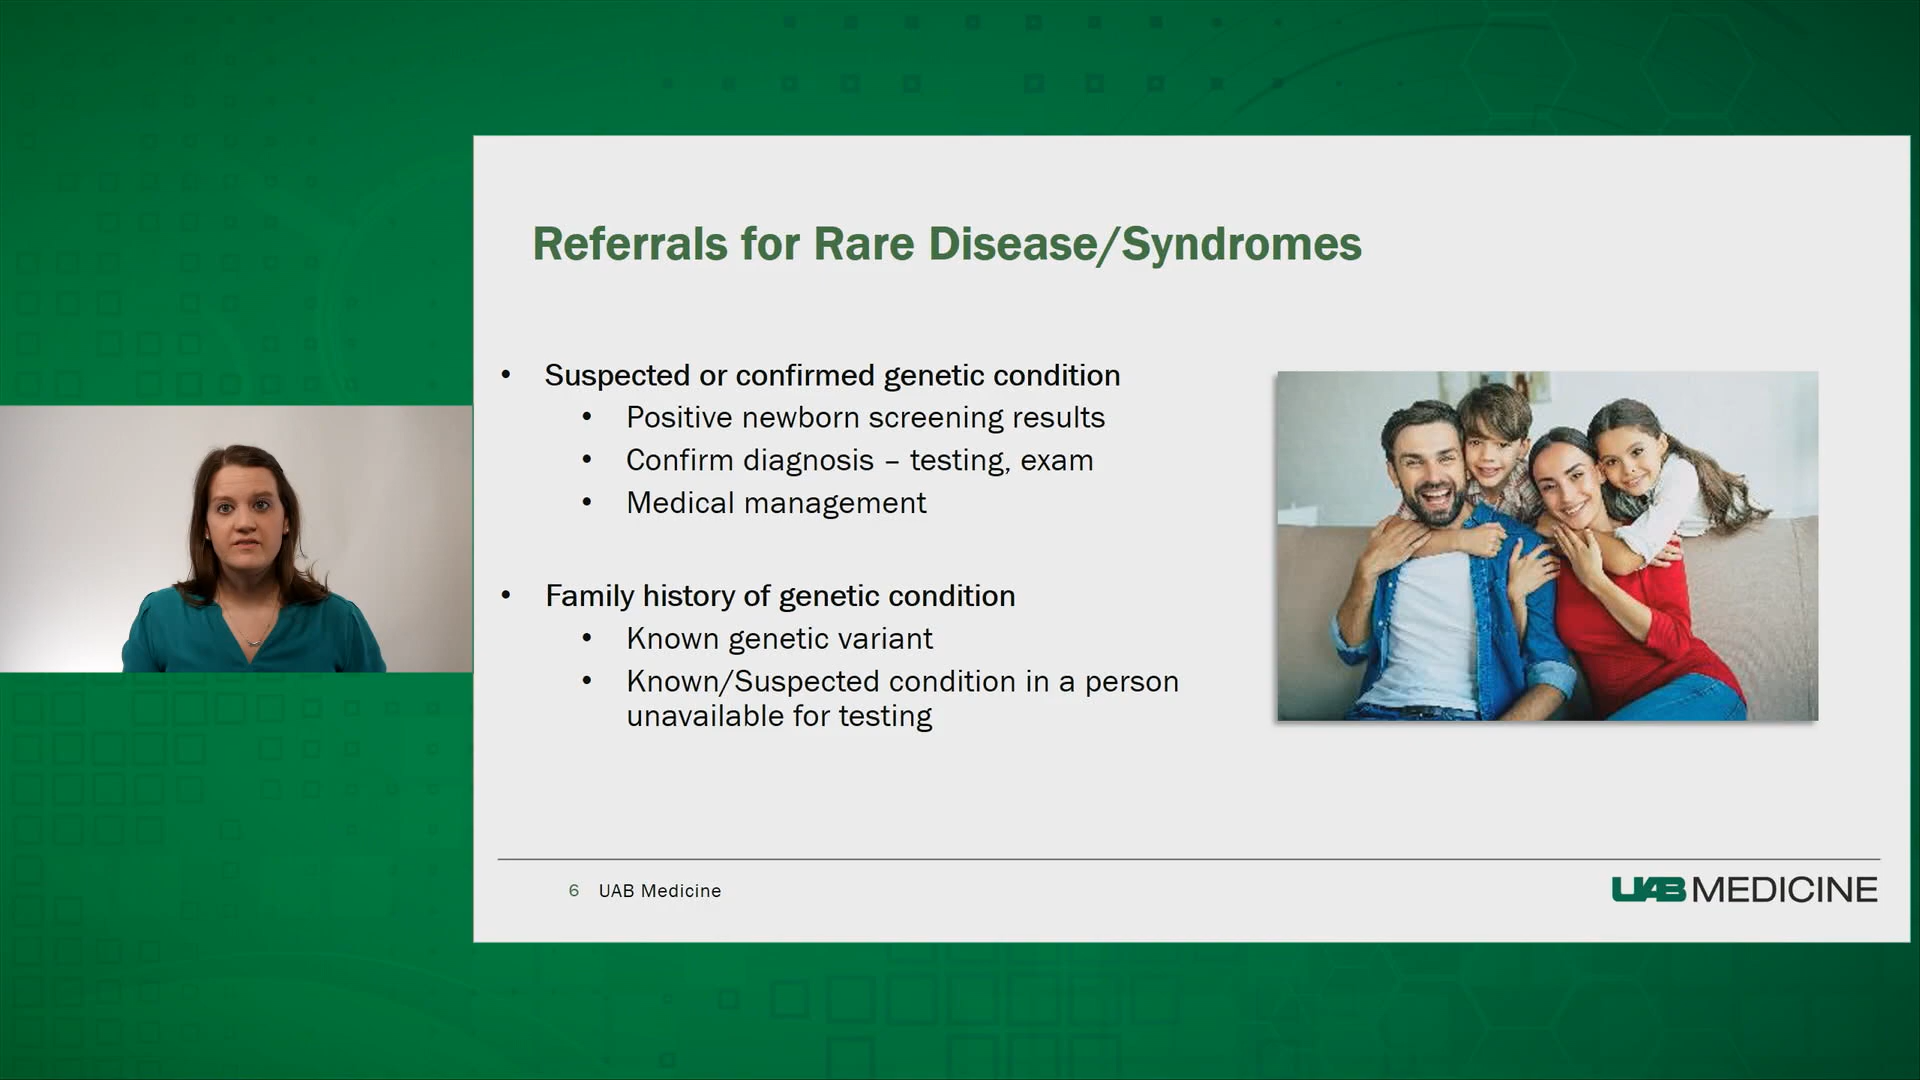 Referrals for Rare Disease/Syndromes
• Suspected or confirmed genetic condition
• Positive newborn screening results
• Confirm diagnosis – testing, exam
• Medical management
• Family history of genetic condition
• Known genetic variant
• Known/Suspected condition in a person
unavailable for testing
6 UAB Medicine
UAB MEDICINE